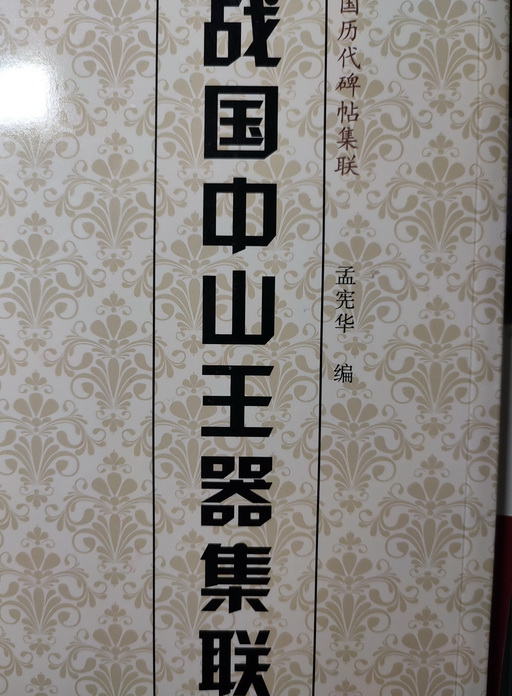 国历代碑帖集联
孟宪华 编
战国中山王器集联